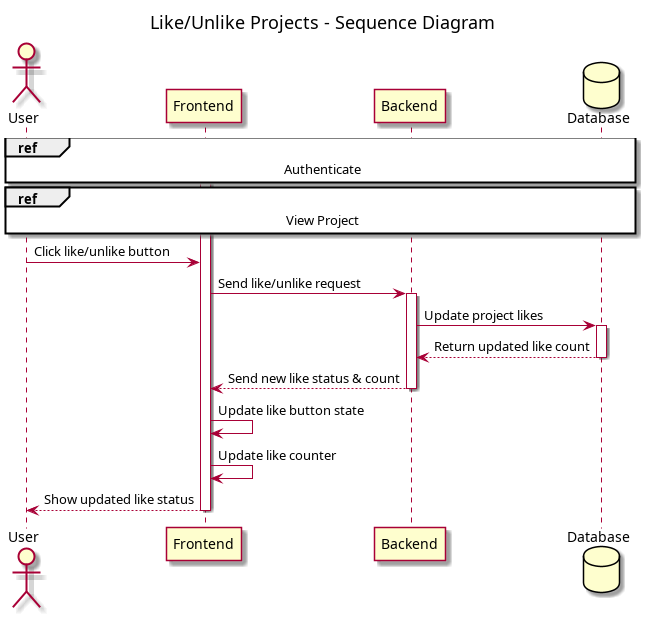 Like/Unlike Projects - Sequence Diagram
User
Frontend
Backend
Database
ref
Authenticate
ref
View Project
Click like/unlike button
Send like/unlike request
Update project likes
Return updated like count
Send new like status & count
Update like button state
Update like counter
Show updated like status
User
Frontend
Backend
Database